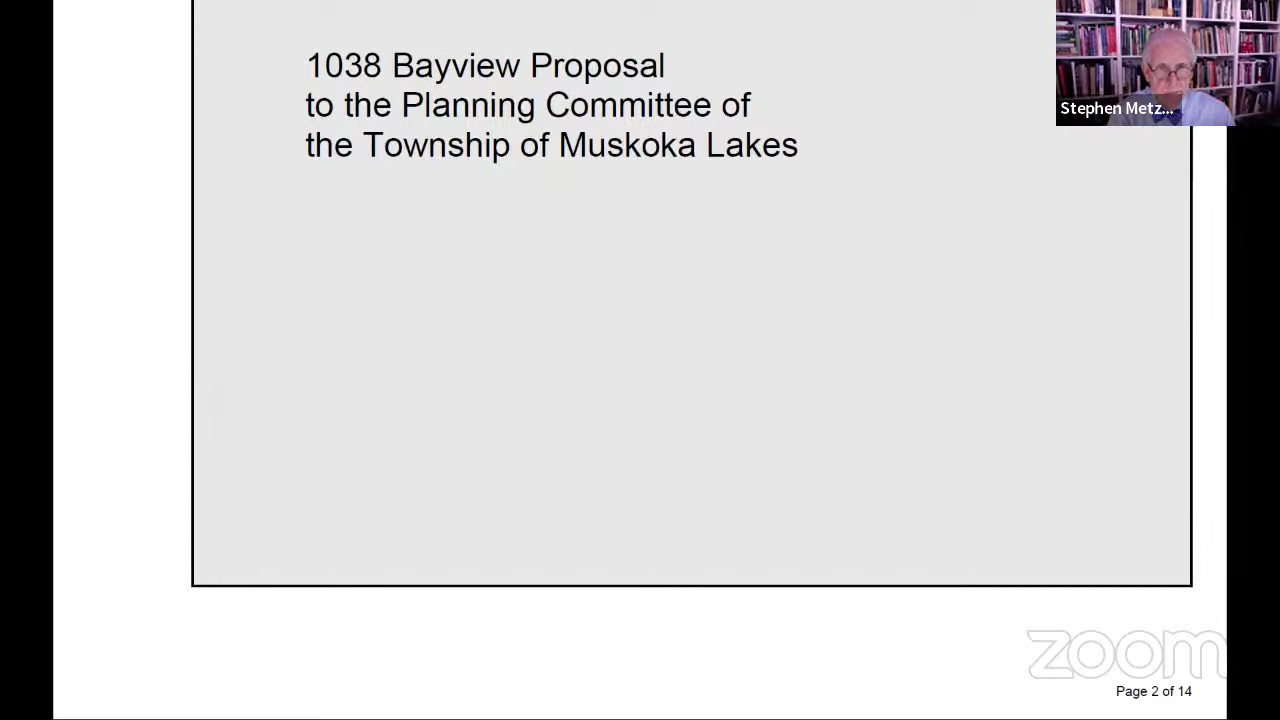 1038 Bayview Proposal
to the Planning Committee of
the Township of Muskoka Lakes
Stephen Metz...
zoom
Page 2 of 14